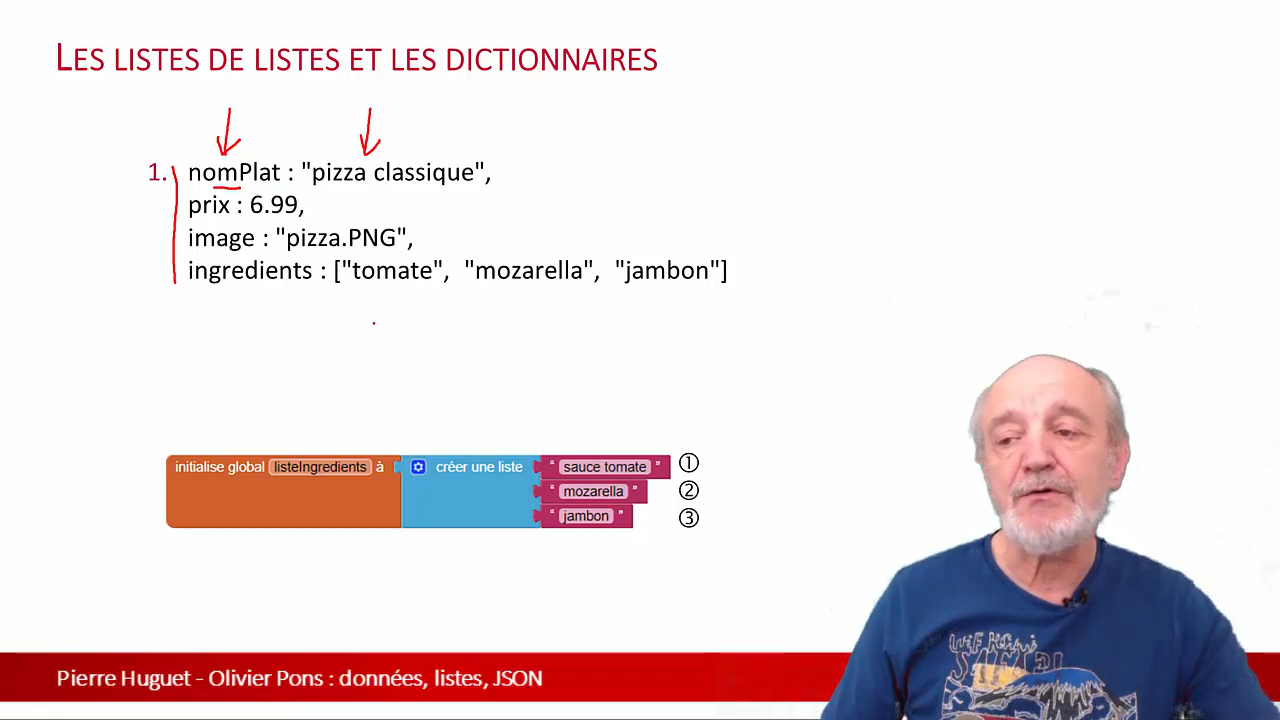 LES LISTES DE LISTES ET LES DICTIONNAIRES
1. nomPlat : "pizza classique",
prix : 6.99,
image : "pizza.PNG",
ingredients : ["tomate", "mozarella", "jambon"]
initialise global listeIngredients à créer une liste " sauce tomate " ①
" mozarella " ②
" jambon " ③
Pierre Huguet - Olivier Pons : données, listes, JSON